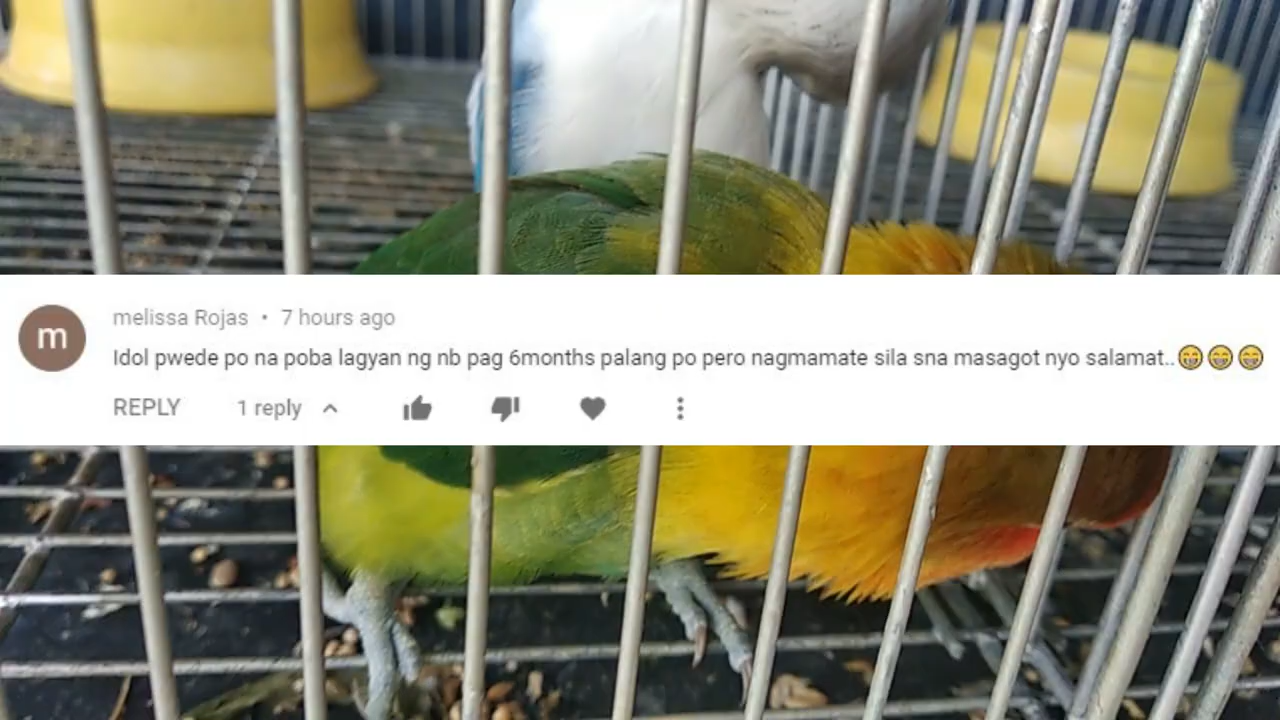 m
melissa Rojas • 7 hours ago
Idol pwede po na poba lagyan ng nb pag 6months palang po pero nagmamate sila sna masagot nyo salamat..😁😁😁
REPLY 1 reply